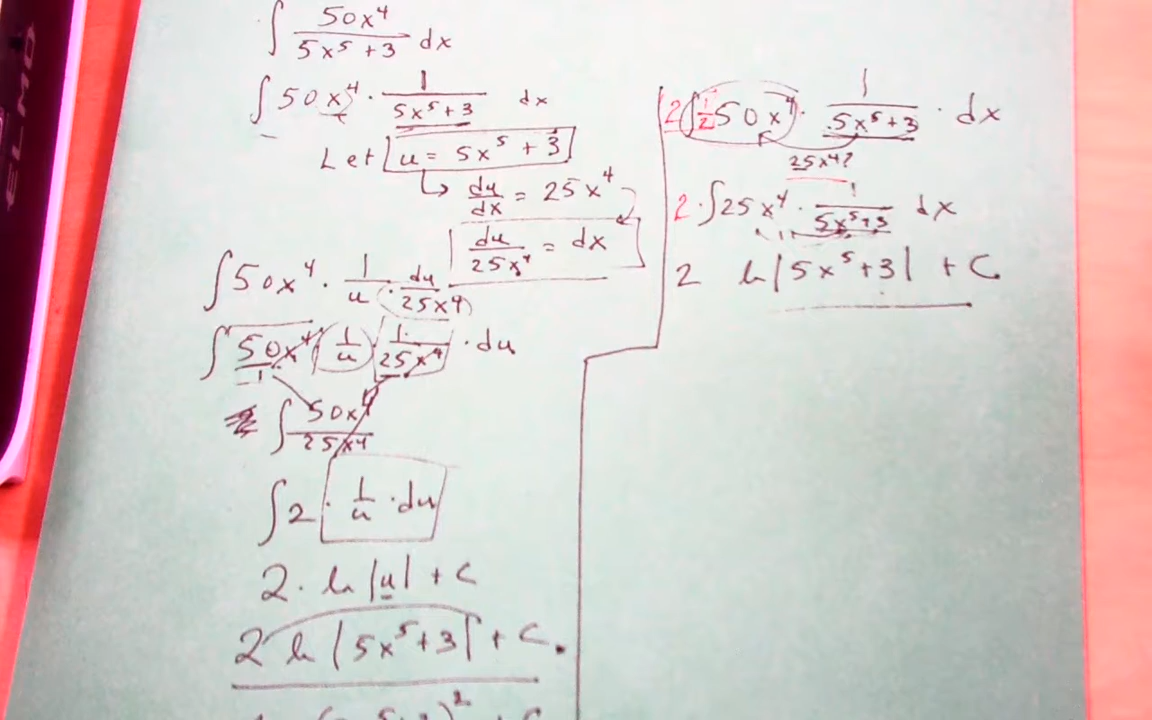 ∫ 50x⁴ / 5x⁵ + 3 dx
∫ 50x⁴ · 1 / 5x⁵ + 3 dx
Let u = 5x⁵ + 3
du/dx = 25x⁴
du/25x⁴ = dx
∫ 50x⁴ · 1/u · du/25x⁴
∫ 50x⁴ (1/u) 1/25x⁴ · du
1
∫ 50x⁴/25x⁴
∫ 2 · 1/u · du
2 · ln |u| + C
2 ln |5x⁵+3| + C.
2 ∫ 1/2 50x⁴ · 1 / 5x⁵+3 · dx
25x⁴?
2 · ∫ 25x⁴ · 1 / 5x⁵+3 dx
2 ln |5x⁵+3| + C
ELMO